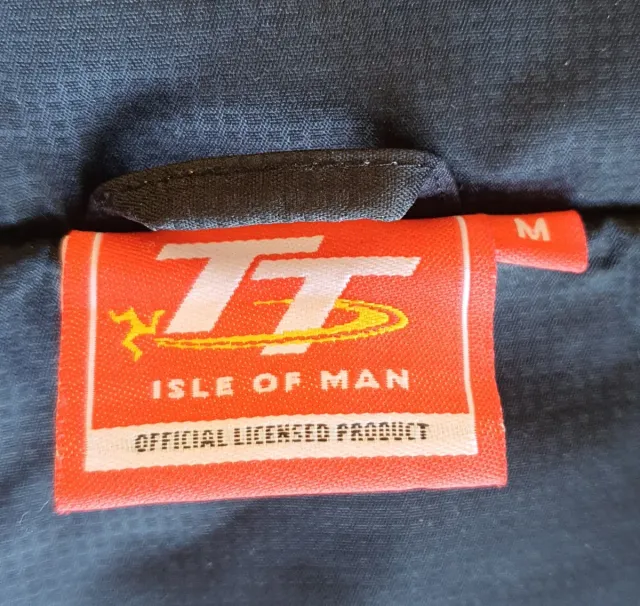 TT
M
ISLE OF MAN
OFFICIAL LICENSED PRODUCT